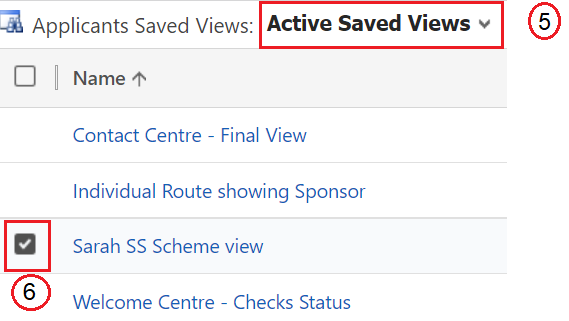 Applicants Saved Views: Active Saved Views 5
Name ↑
Contact Centre - Final View
Individual Route showing Sponsor
Sarah SS Scheme view
6
Welcome Centre - Checks Status